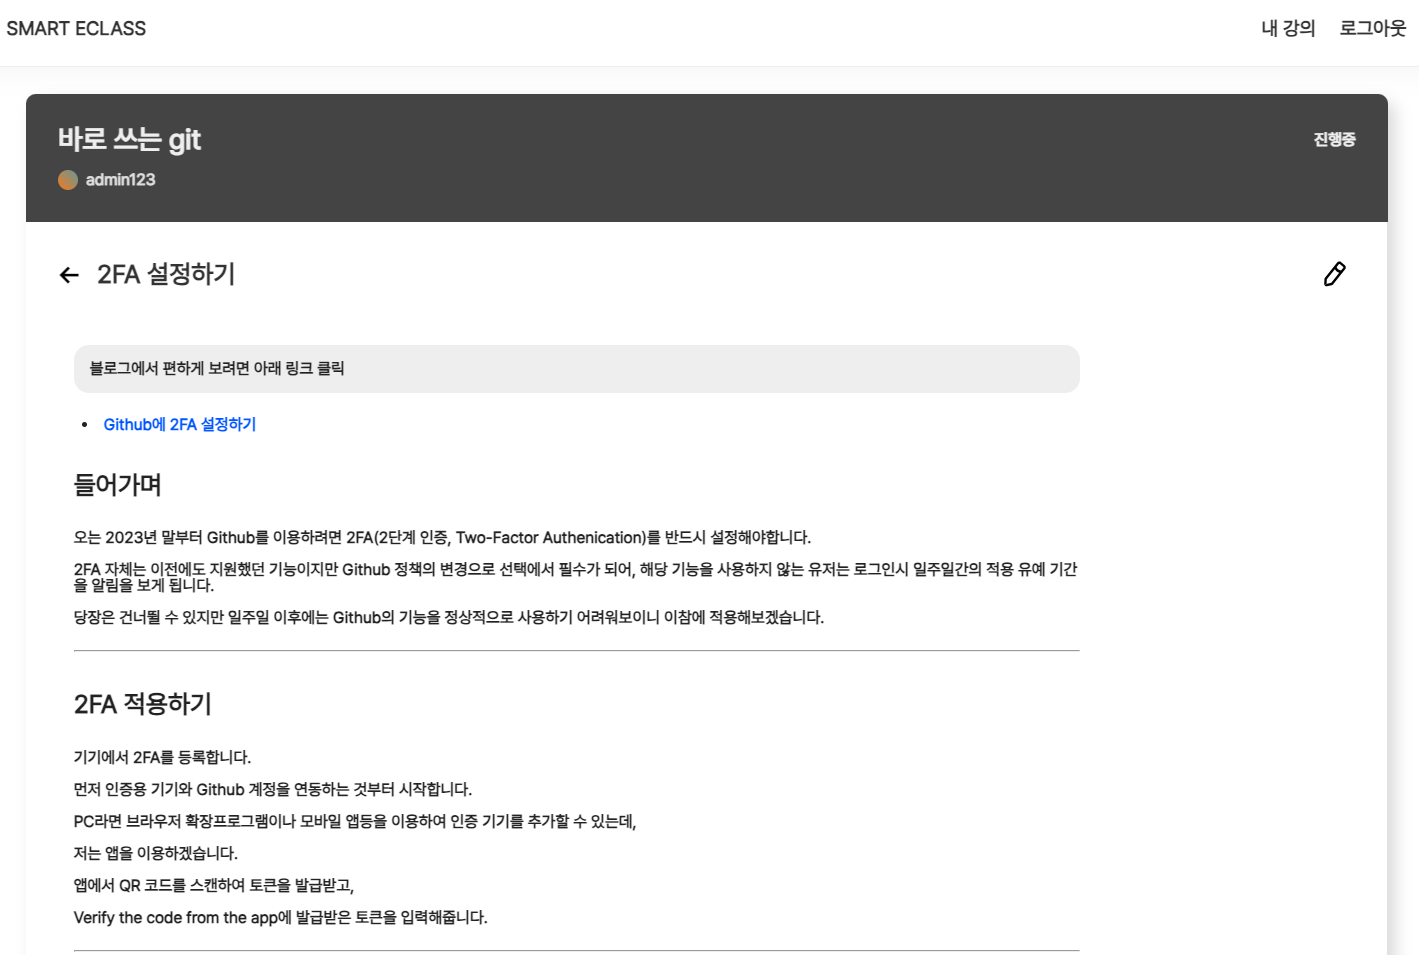 SMART ECLASS
내 강의 로그아웃
바로 쓰는 git
진행중
admin123
2FA 설정하기
블로그에서 편하게 보려면 아래 링크 클릭
Github에 2FA 설정하기
들어가며
오는 2023년 말부터 Github를 이용하려면 2FA(2단계 인증, Two-Factor Authenication)를 반드시 설정해야합니다.
2FA 자체는 이전에도 지원했던 기능이지만 Github 정책의 변경으로 선택에서 필수가 되어, 해당 기능을 사용하지 않는 유저는 로그인시 일주일간의 적용 유예 기간
을 알림을 보게 됩니다.
당장은 건너뛸 수 있지만 일주일 이후에는 Github의 기능을 정상적으로 사용하기 어려워보이니 이참에 적용해보겠습니다.
2FA 적용하기
기기에서 2FA를 등록합니다.
먼저 인증용 기기와 Github 계정을 연동하는 것부터 시작합니다.
PC라면 브라우저 확장프로그램이나 모바일 앱등을 이용하여 인증 기기를 추가할 수 있는데,
저는 앱을 이용하겠습니다.
앱에서 QR 코드를 스캔하여 토큰을 발급받고,
Verify the code from the app에 발급받은 토큰을 입력해줍니다.